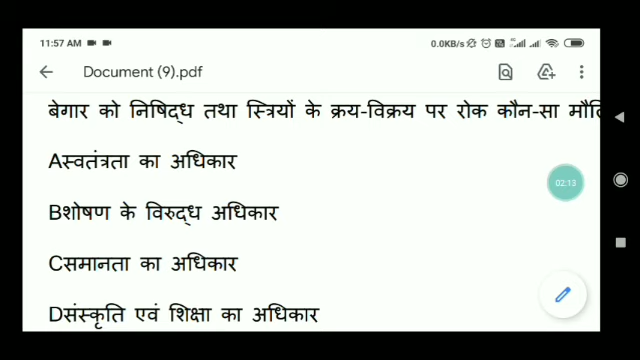 11:57 AM
0.0KB/s
Document (9).pdf
बेगार को निषिद्ध तथा स्त्रियों के क्रय-विक्रय पर रोक कौन-सा
Aस्वतंत्रता का अधिकार
02:13
Bशोषण के विरुद्ध अधिकार
Cसमानता का अधिकार
Dसंस्कृति एवं शिक्षा का अधिकार